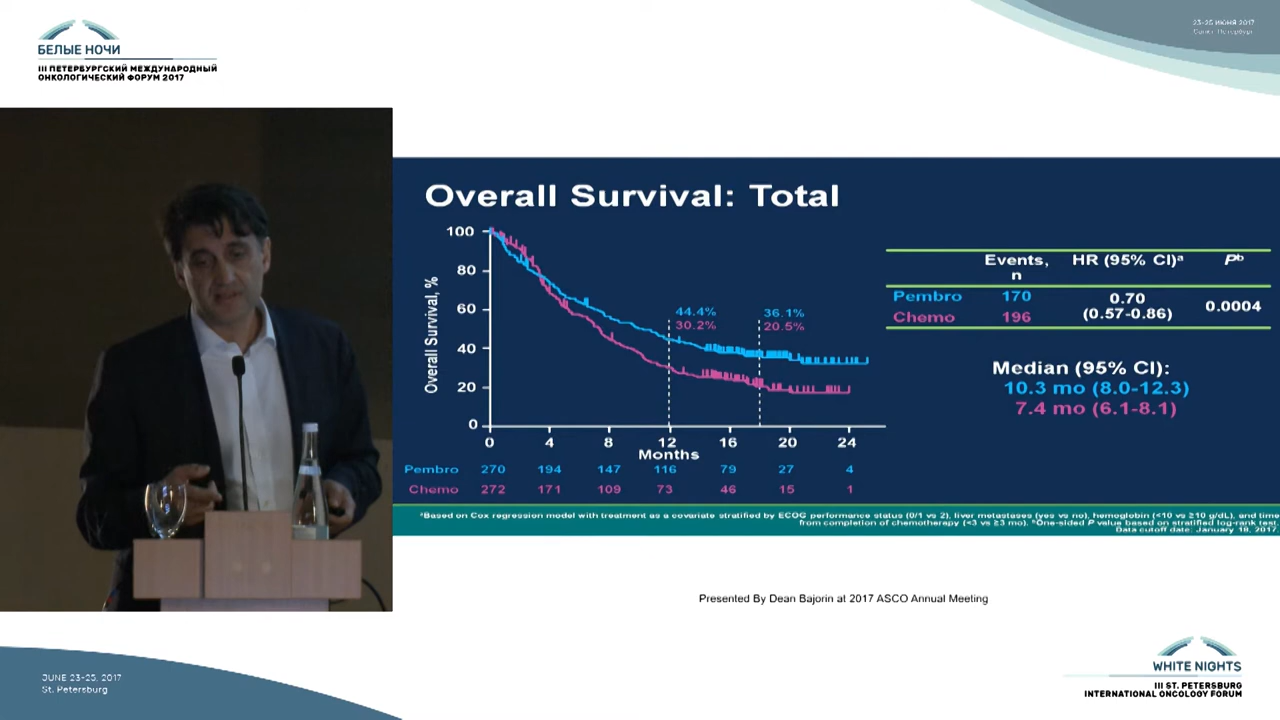 БЕЛЫЕ НОЧИ
III ПЕТЕРБУРГСКИЙ МЕЖДУНАРОДНЫЙ
ОНКОЛОГИЧЕСКИЙ ФОРУМ 2017
23-25 ИЮНЯ 2017
Санкт-Петербург
Overall Survival: Total
Overall Survival, %
100
80
60
40
20
0
44.4%
30.2%
36.1%
20.5%
0 4 8 12 16 20 24
Months
Pembro 270 194 147 116 79 27 4
Chemo 272 171 109 73 46 15 1
Events, n HR (95% CI)ᵃ Pᵇ
Pembro 170 0.70 (0.57-0.86) 0.0004
Chemo 196
Median (95% CI):
10.3 mo (8.0-12.3)
7.4 mo (6.1-8.1)
ᵃBased on Cox regression model with treatment as a covariate stratified by ECOG performance status (0/1 vs 2), liver metastases (yes vs no), hemoglobin (<10 vs ≥10 g/dL), and time
from completion of chemotherapy (<3 vs ≥3 mo). ᵇOne-sided P value based on stratified log-rank test.
Data cutoff date: January 18, 2017.
Presented By Dean Bajorin at 2017 ASCO Annual Meeting
JUNE 23-25, 2017
St. Petersburg
WHITE NIGHTS
III ST. PETERSBURG
INTERNATIONAL ONCOLOGY FORUM